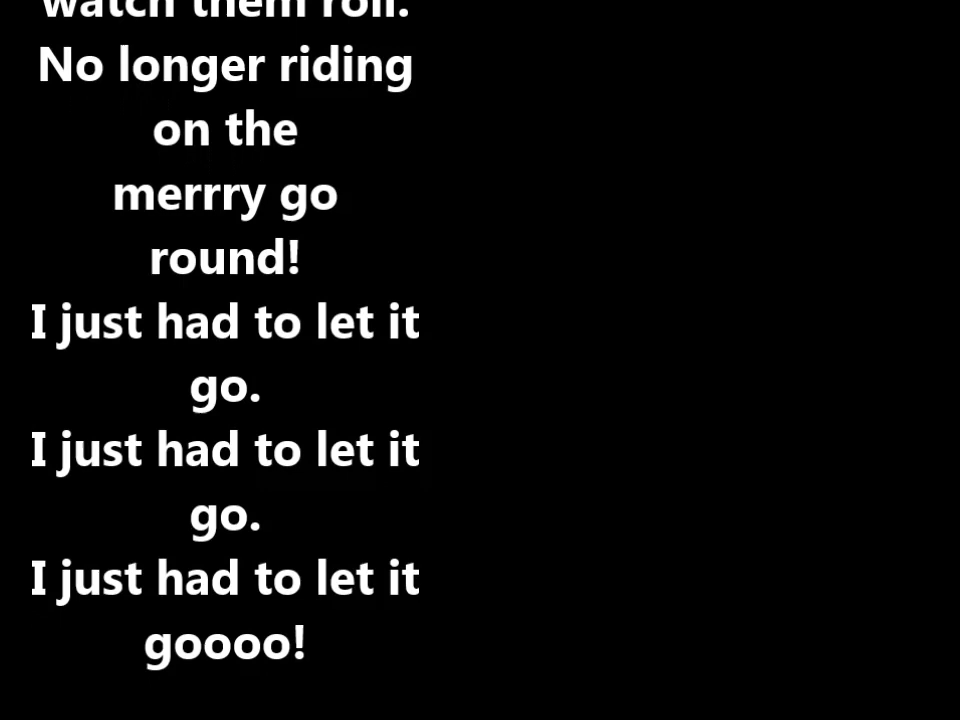 watch them roll.
No longer riding
on the
merrry go
round!
I just had to let it
go.
I just had to let it
go.
I just had to let it
goooo!